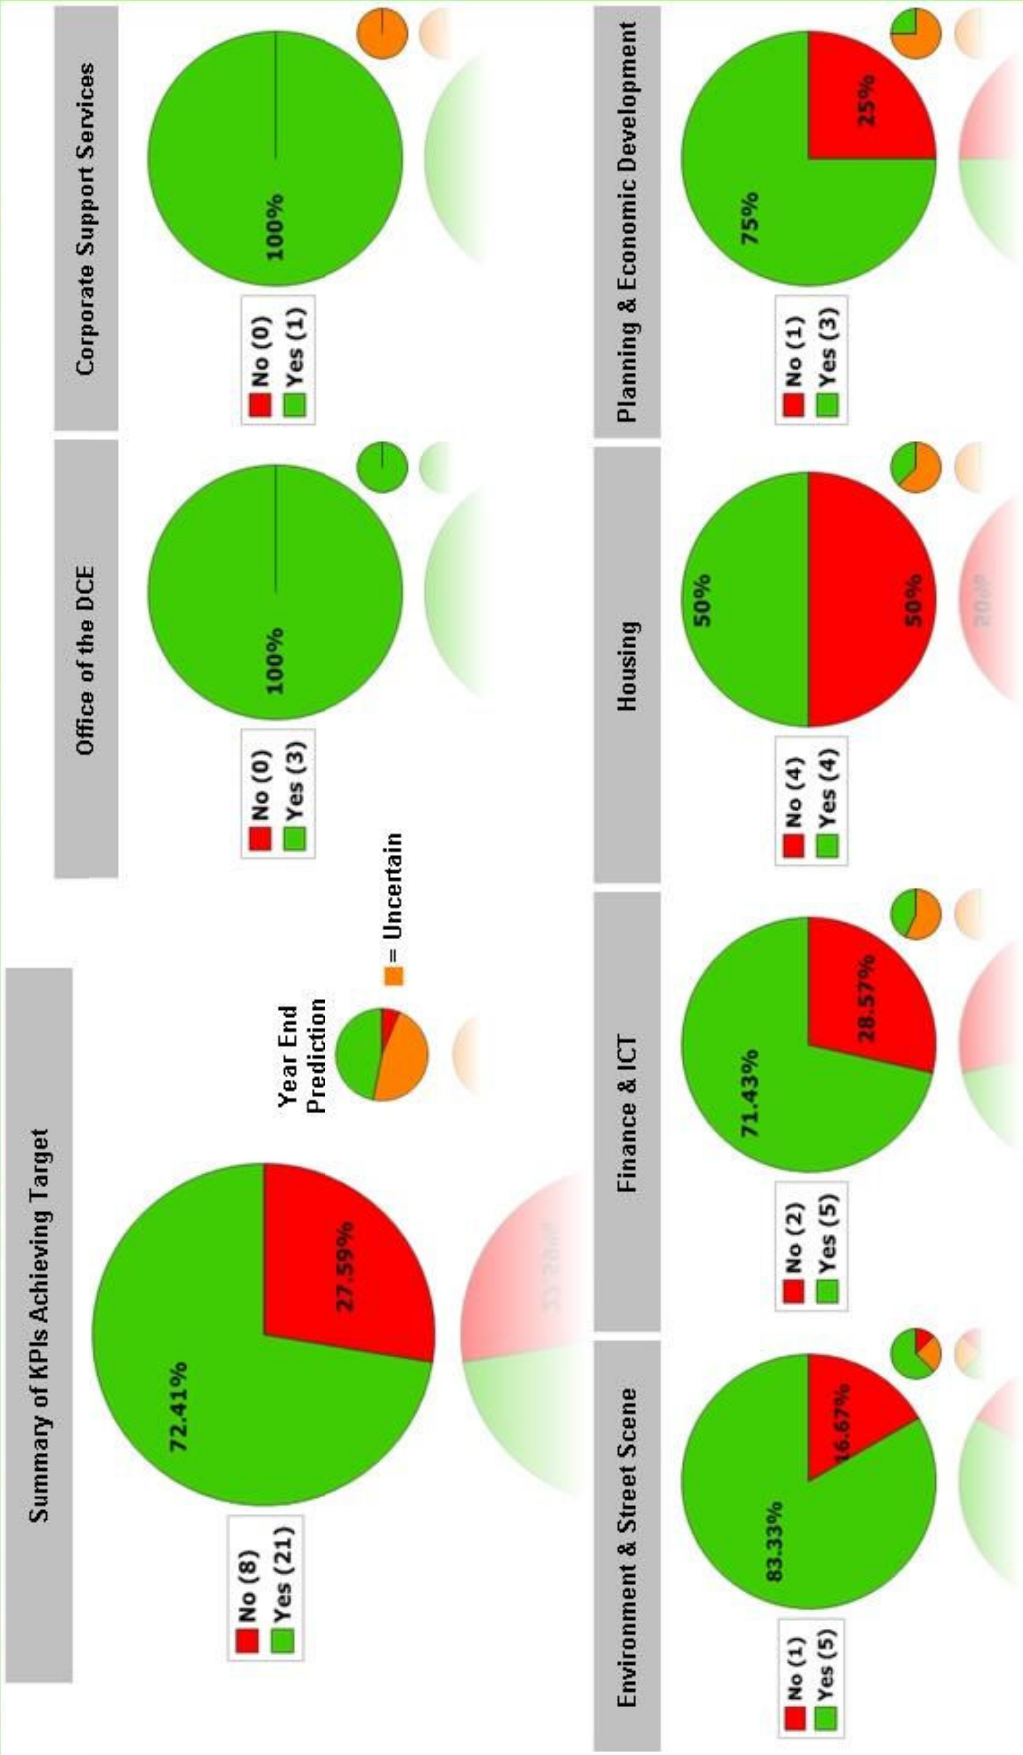 Summary of KPIs Achieving Target
No (8)
Yes (21)
72.41%
27.59%
Year End
Prediction
= Uncertain
Office of the DCE
No (0)
Yes (3)
100%
Corporate Support Services
No (0)
Yes (1)
100%
Environment & Street Scene
No (1)
Yes (5)
83.33%
16.67%
Finance & ICT
No (2)
Yes (5)
71.43%
28.57%
Housing
No (4)
Yes (4)
50%
50%
Planning & Economic Development
No (1)
Yes (3)
75%
25%